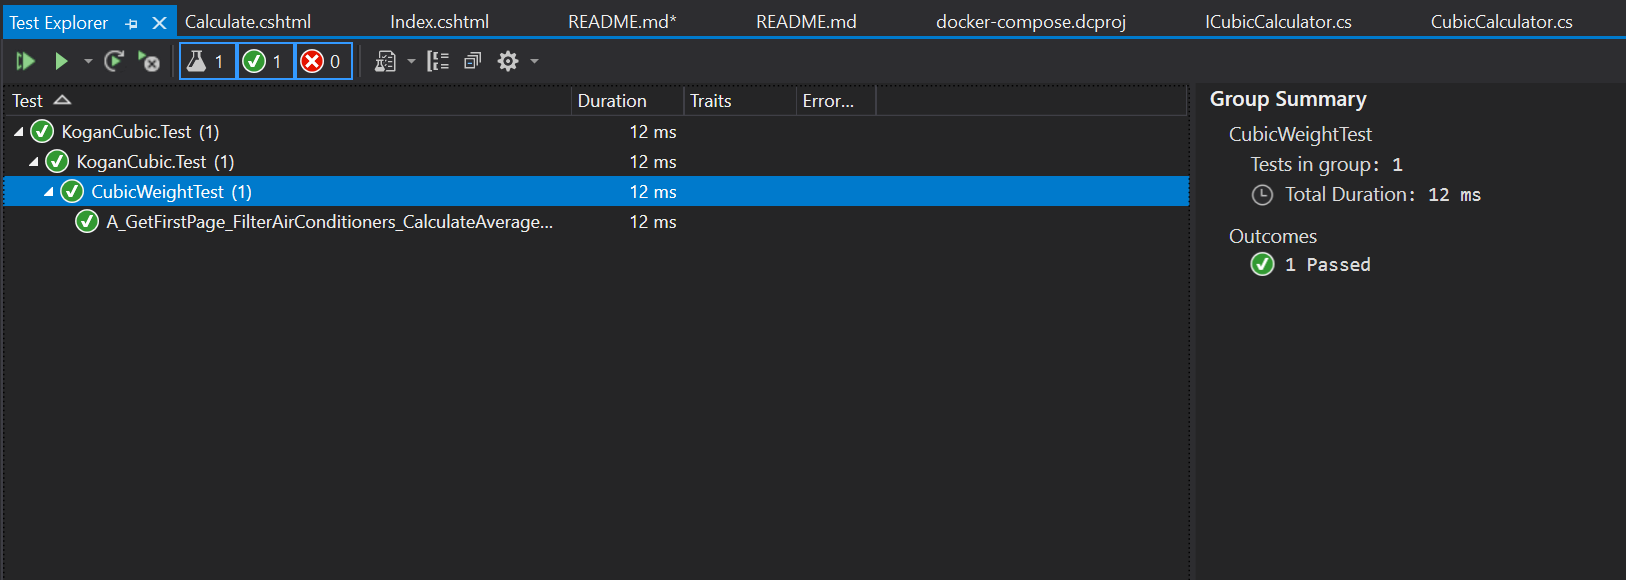 Test Explorer Calculate.cshtml Index.cshtml README.md* README.md docker-compose.dcproj ICubicCalculator.cs CubicCalculator.cs
1 1 0
Test Duration Traits Error...
KoganCubic.Test (1) 12 ms
KoganCubic.Test (1) 12 ms
CubicWeightTest (1) 12 ms
A_GetFirstPage_FilterAirConditioners_CalculateAverage... 12 ms
Group Summary
CubicWeightTest
Tests in group: 1
Total Duration: 12 ms
Outcomes
1 Passed